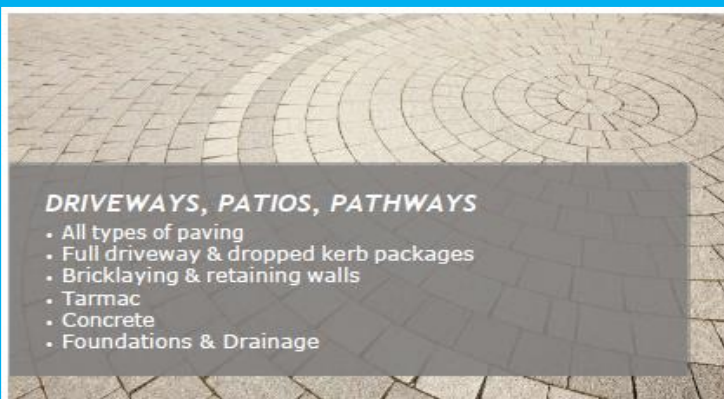 DRIVEWAYS, PATIOS, PATHWAYS
• All types of paving
• Full driveway & dropped kerb packages
• Bricklaying & retaining walls
• Tarmac
• Concrete
• Foundations & Drainage